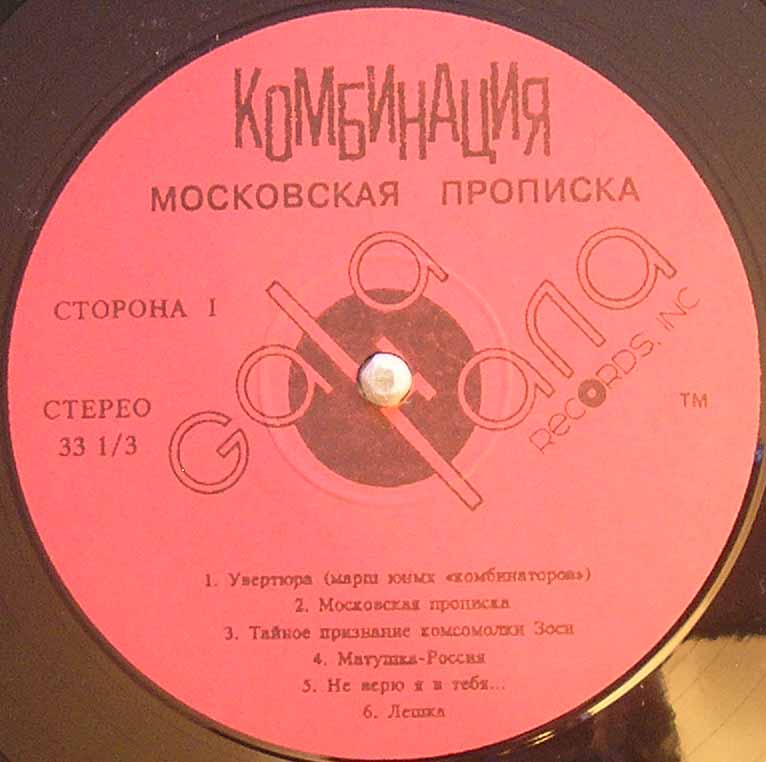 КОМБИНАЦИЯ
МОСКОВСКАЯ ПРОПИСКА
СТОРОНА I
Gala
Гала
RECORDS, INC
СТЕРЕО
33 1/3
TM
1. Увертюра (марш юных «комбинаторов»)
2. Московская прописка
3. Тайное признание комсомолки Зоси
4. Матушка-Россия
5. Не верю я в тебя...
6. Лешка